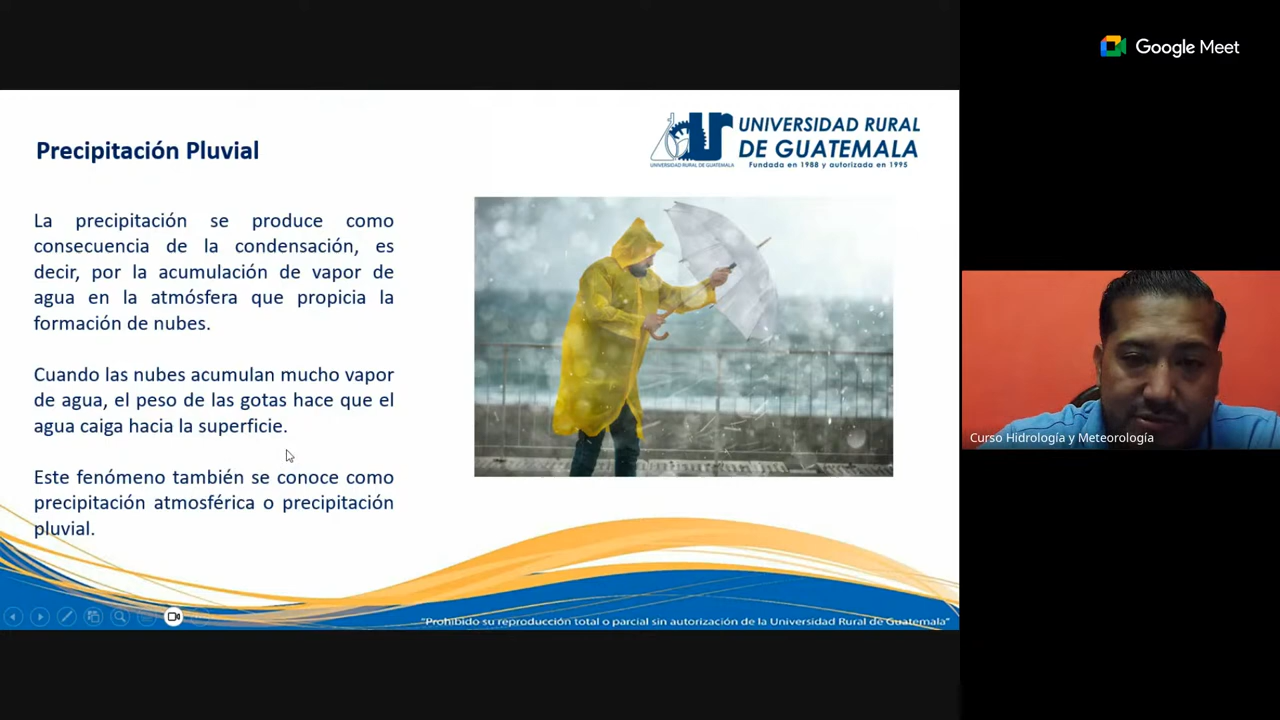 Google Meet
UNIVERSIDAD RURAL
DE GUATEMALA
Fundada en 1988 y autorizada en 1995
UNIVERSIDAD RURAL DE GUATEMALA
Precipitación Pluvial
La precipitación se produce como
consecuencia de la condensación, es
decir, por la acumulación de vapor de
agua en la atmósfera que propicia la
formación de nubes.
Cuando las nubes acumulan mucho vapor
de agua, el peso de las gotas hace que el
agua caiga hacia la superficie.
Este fenómeno también se conoce como
precipitación atmosférica o precipitación
pluvial.
Curso Hidrología y Meteorología
"Prohibido su reproducción total o parcial sin autorización de la Universidad Rural de Guatemala"